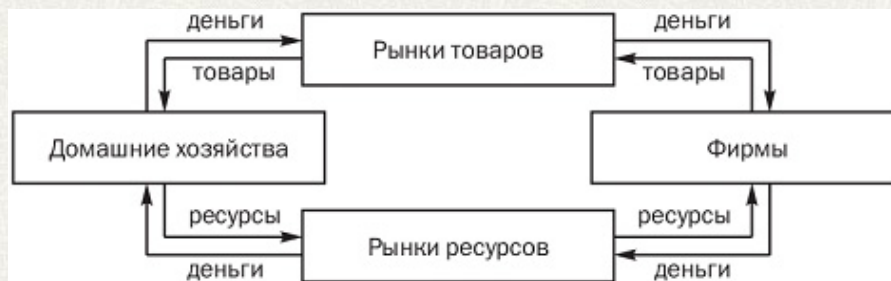 деньги
деньги
Рынки товаров
товары
товары
Домашние хозяйства
Фирмы
ресурсы
ресурсы
Рынки ресурсов
деньги
деньги